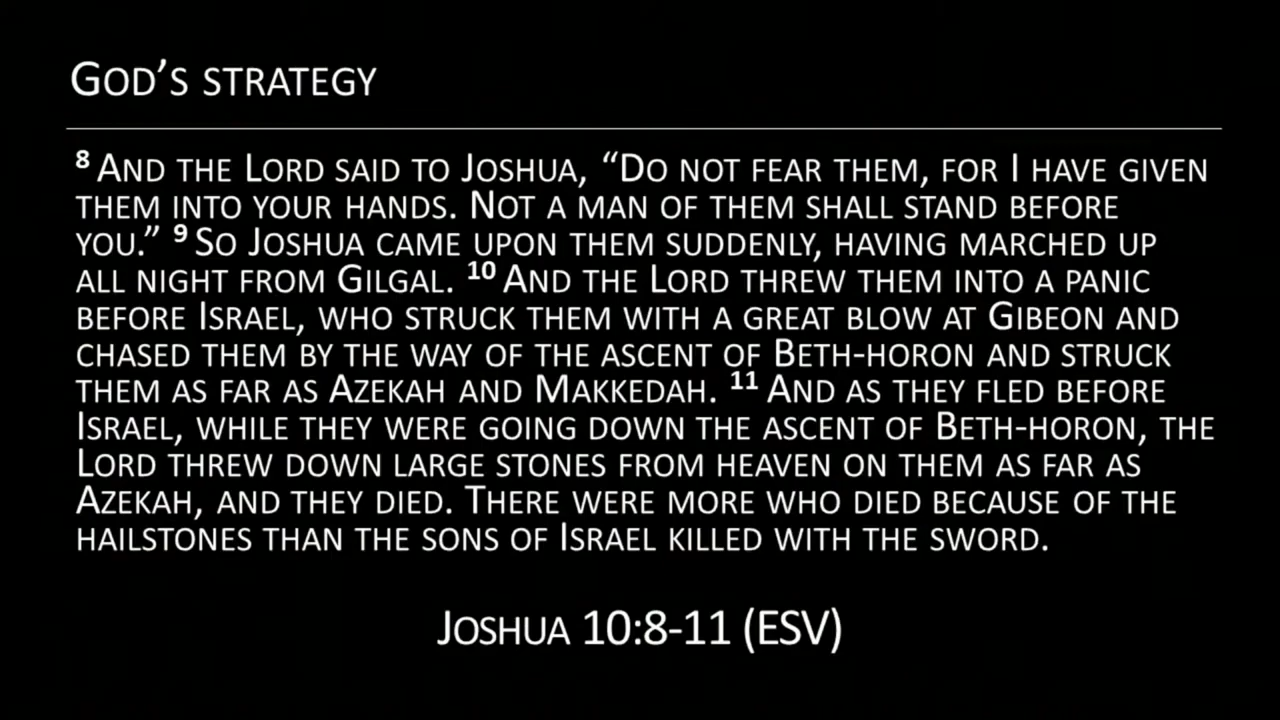 God's strategy
8 And the Lord said to Joshua, “Do not fear them, for I have given
them into your hands. Not a man of them shall stand before
you.” 9 So Joshua came upon them suddenly, having marched up
all night from Gilgal. 10 And the Lord threw them into a panic
before Israel, who struck them with a great blow at Gibeon and
chased them by the way of the ascent of Beth-horon and struck
them as far as Azekah and Makkedah. 11 And as they fled before
Israel, while they were going down the ascent of Beth-horon, the
Lord threw down large stones from heaven on them as far as
Azekah, and they died. There were more who died because of the
hailstones than the sons of Israel killed with the sword.
Joshua 10:8-11 (ESV)